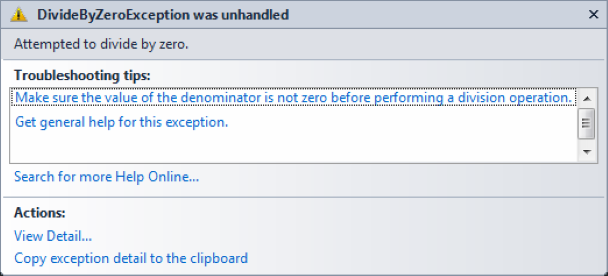 DivideByZeroException was unhandled
Attempted to divide by zero.
Troubleshooting tips:
Make sure the value of the denominator is not zero before performing a division operation.
Get general help for this exception.
Search for more Help Online...
Actions:
View Detail...
Copy exception detail to the clipboard